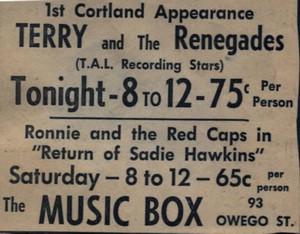 1st Cortland Appearance
TERRY and The Renegades
(T.A.L. Recording Stars)
Tonight - 8 TO 12 - 75c Per Person
Ronnie and the Red Caps in
"Return of Sadie Hawkins"
Saturday - 8 to 12 - 65c per person
The MUSIC BOX 93 OWEGO ST.